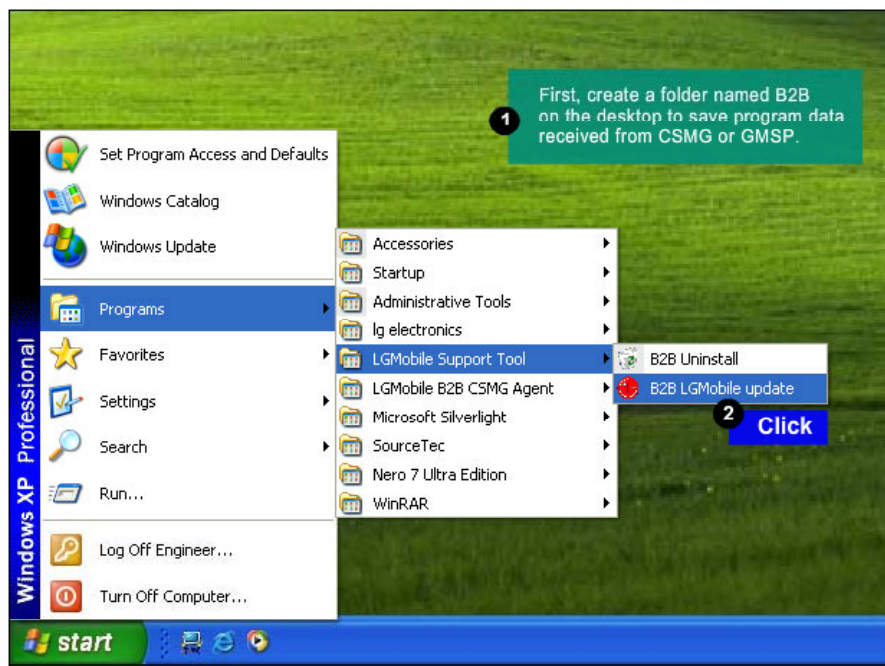 1
First, create a folder named B2B
on the desktop to save program data
received from CSMG or GMSP.
Set Program Access and Defaults
Windows Catalog
Windows Update
Programs
Favorites
Settings
Search
Run...
Log Off Engineer...
Turn Off Computer...
Windows XP Professional
Accessories
Startup
Administrative Tools
lg electronics
LGMobile Support Tool
LGMobile B2B CSMG Agent
Microsoft Silverlight
SourceTec
Nero 7 Ultra Edition
WinRAR
B2B Uninstall
B2B LGMobile update
2
Click
start